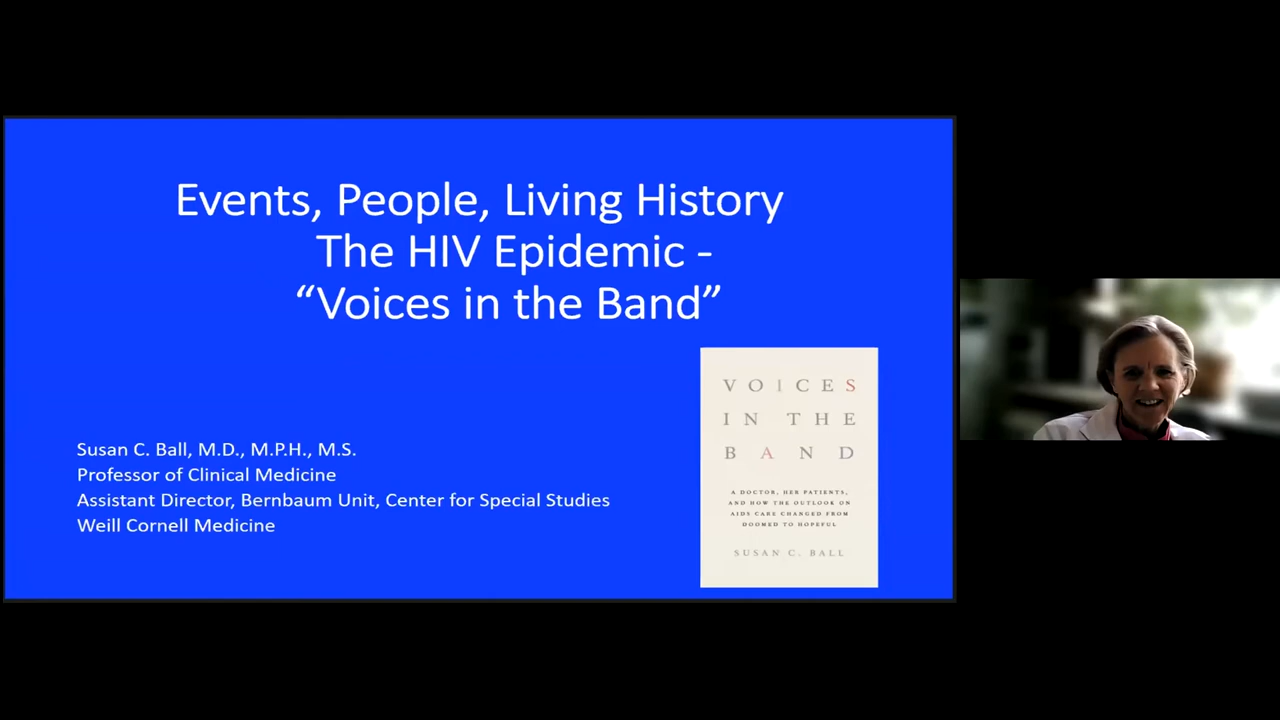 Events, People, Living History
The HIV Epidemic -
“Voices in the Band”
Susan C. Ball, M.D., M.P.H., M.S.
Professor of Clinical Medicine
Assistant Director, Bernbaum Unit, Center for Special Studies
Weill Cornell Medicine
VOICES
IN THE
BAND
A DOCTOR, HER PATIENTS,
AND HOW THE OUTLOOK ON
AIDS CARE CHANGED FROM
DOOMED TO HOPEFUL
SUSAN C. BALL